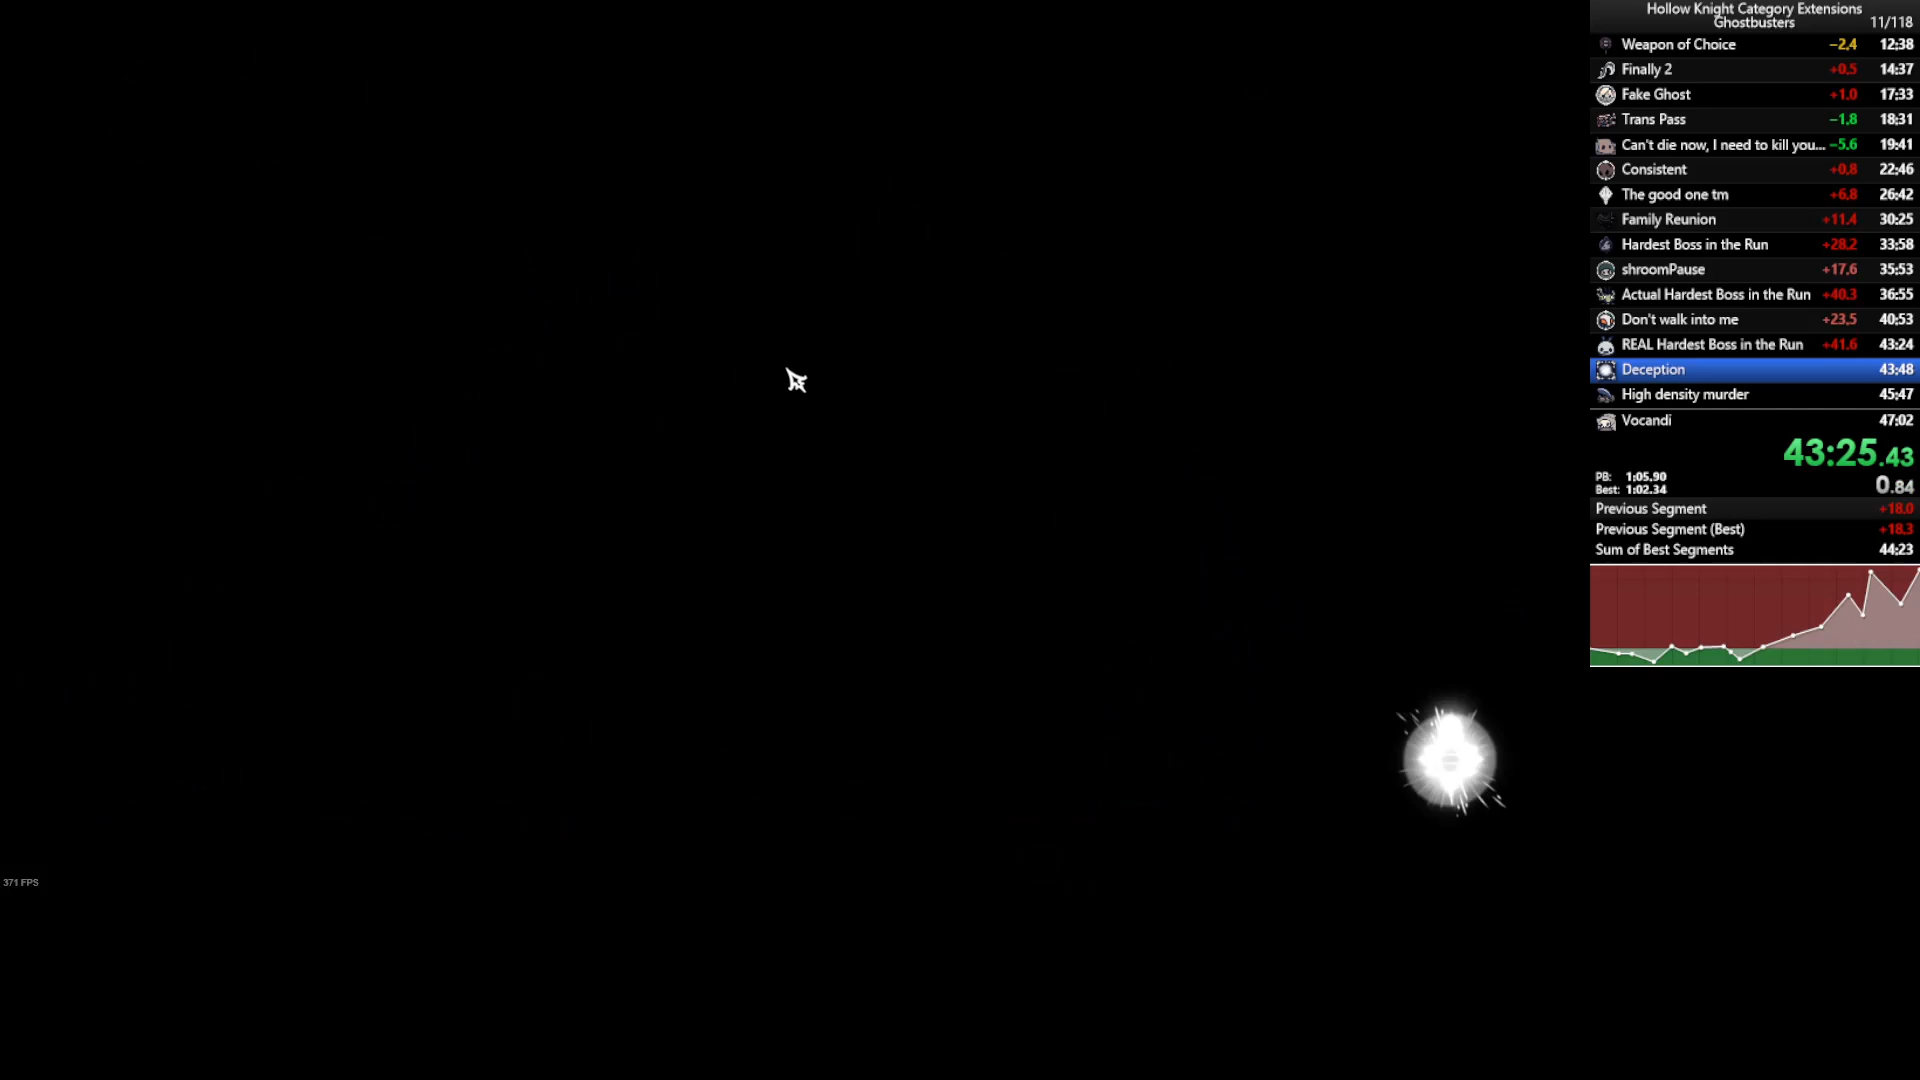 Hollow Knight Category Extensions
Ghostbusters 11/118
Weapon of Choice −2.4 12:38
Finally 2 +0.5 14:37
Fake Ghost +1.0 17:33
Trans Pass −1.8 18:31
Can't die now, I need to kill you... −5.6 19:41
Consistent +0.8 22:46
The good one tm +6.8 26:42
Family Reunion +11.4 30:25
Hardest Boss in the Run +28.2 33:58
shroomPause +17.6 35:53
Actual Hardest Boss in the Run +40.3 36:55
Don't walk into me +23.5 40:53
REAL Hardest Boss in the Run +41.6 43:24
Deception 43:48
High density murder 45:47
Vocandi 47:02
43:25.43
PB: 1:05.90
Best: 1:02.34
0.84
Previous Segment +18.0
Previous Segment (Best) +18.3
Sum of Best Segments 44:23
371 FPS